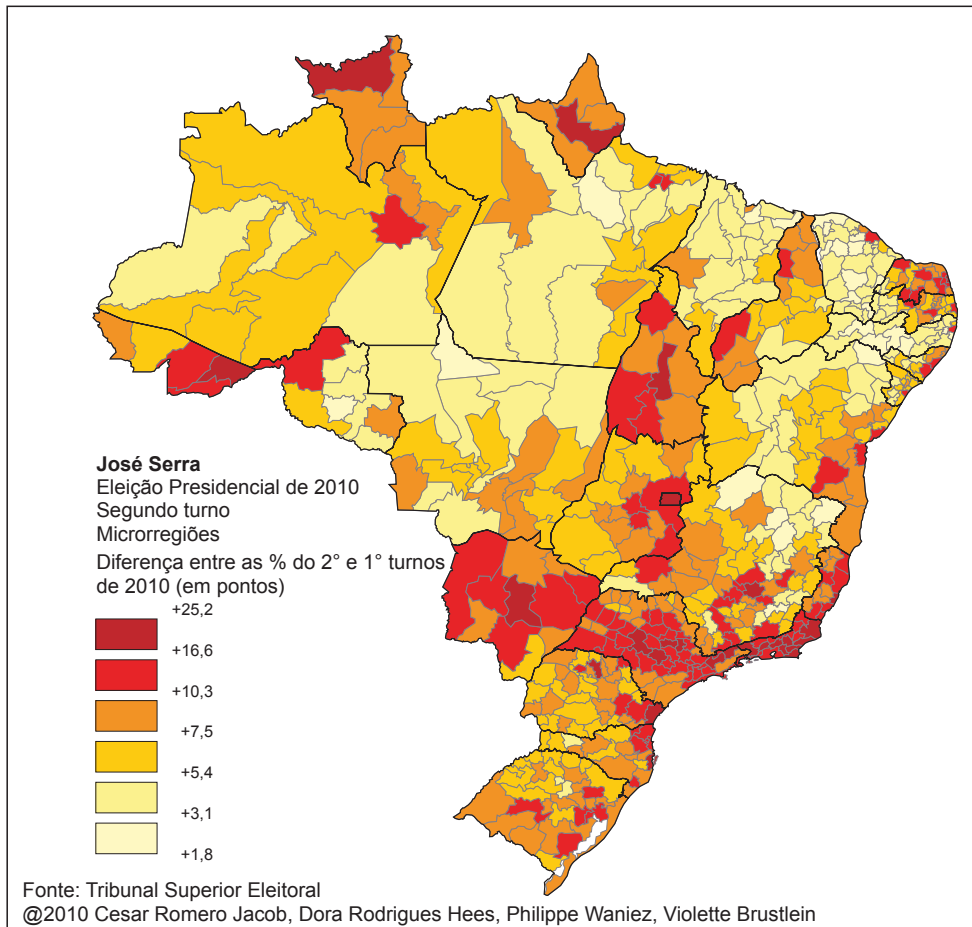 José Serra
Eleição Presidencial de 2010
Segundo turno
Microrregiões
Diferença entre as % do 2° e 1° turnos
de 2010 (em pontos)
+25,2
+16,6
+10,3
+7,5
+5,4
+3,1
+1,8
Fonte: Tribunal Superior Eleitoral
@2010 Cesar Romero Jacob, Dora Rodrigues Hees, Philippe Waniez, Violette Brustlein